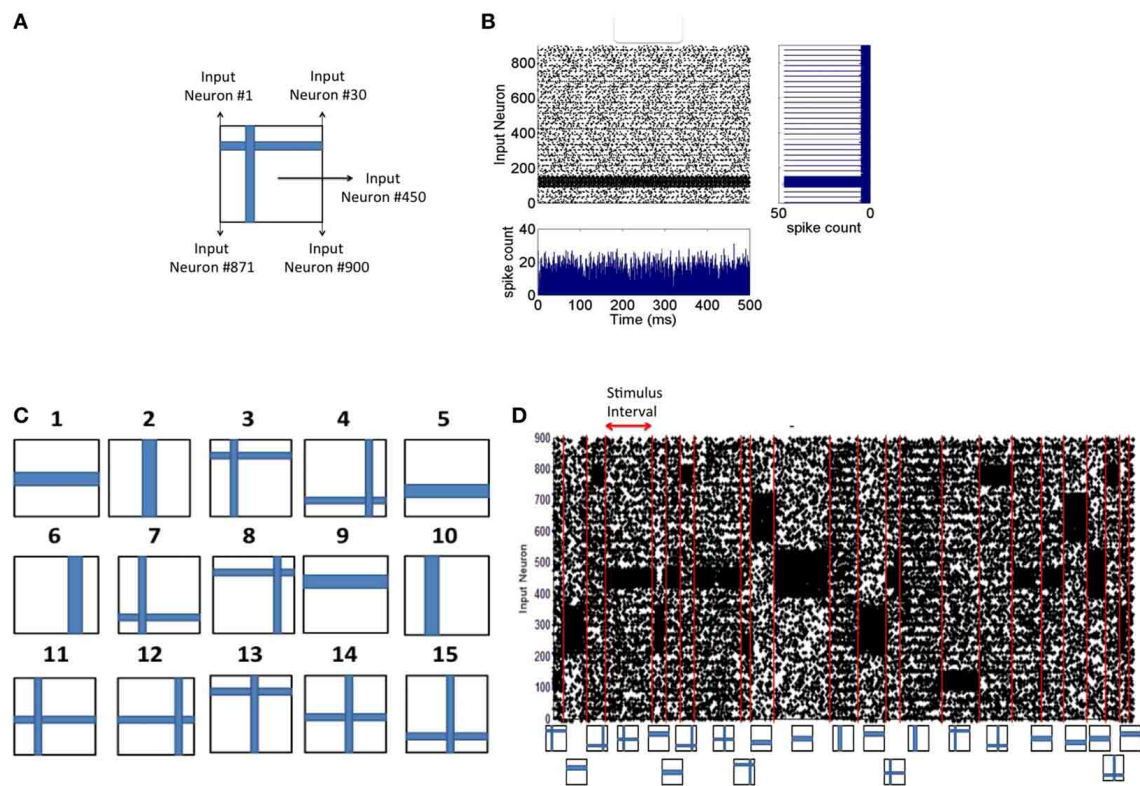 A
Input
Neuron #1
Input
Neuron #30
Input
Neuron #450
Input
Neuron #871
Input
Neuron #900
B
Input Neuron
800
600
400
200
0
50
0
spike count
spike count
40
20
0
0
100
200
300
400
500
Time (ms)
C
1
2
3
4
5
6
7
8
9
10
11
12
13
14
15
D
Stimulus
Interval
Input Neuron
900
800
700
600
500
400
300
200
100
0